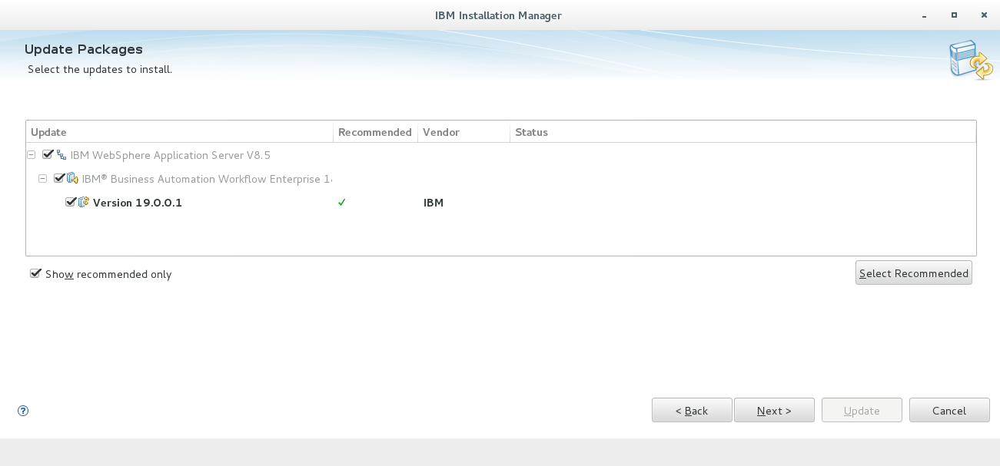 IBM Installation Manager
Update Packages
Select the updates to install.
Update Recommended Vendor Status
IBM WebSphere Application Server V8.5
IBM® Business Automation Workflow Enterprise
Version 19.0.0.1 IBM
Show recommended only
Select Recommended
< Back Next > Update Cancel